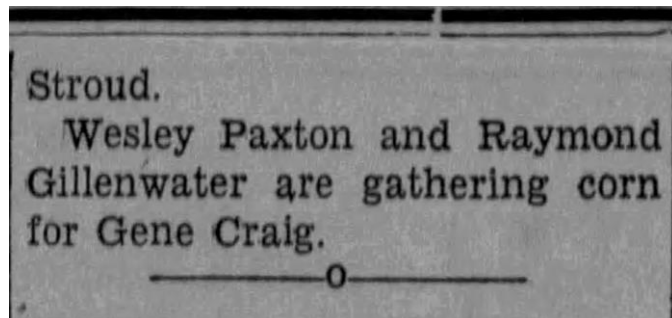 Stroud.
Wesley Paxton and Raymond
Gillenwater are gathering corn
for Gene Craig.